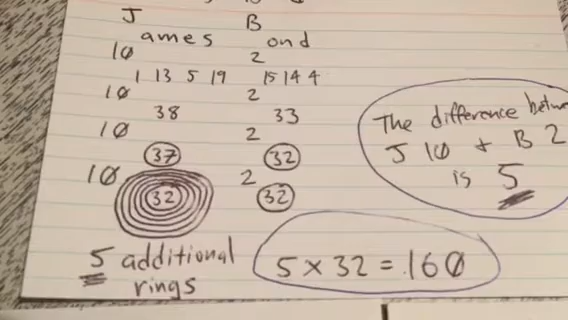 J B
ames ond
10 2
1 13 5 19 15 14 4
10 2
38 33
10 2
37 32
10 2
32 32
5 additional
rings
The difference
J 10 + B 2
is 5
5 x 32 = 160